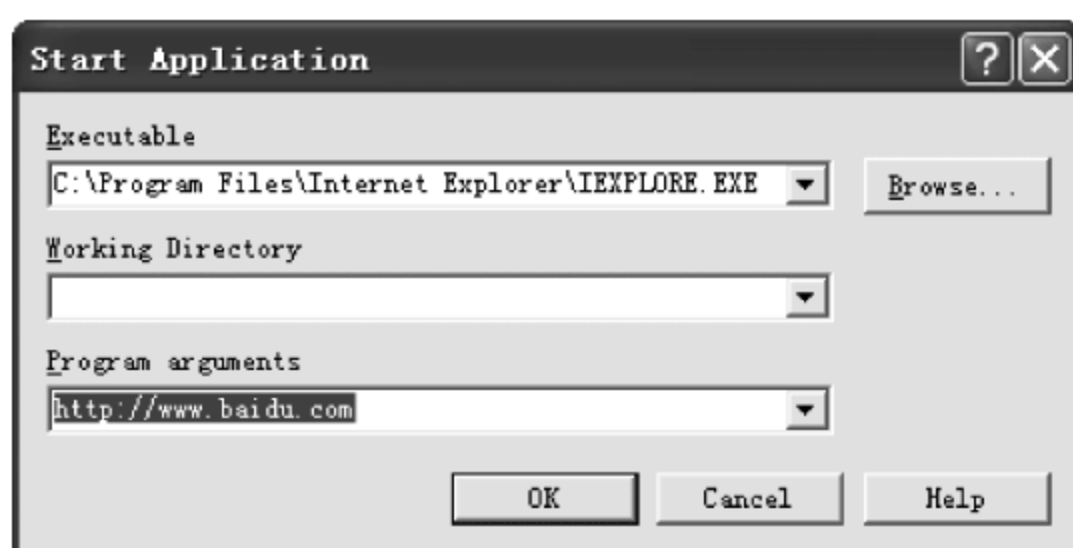 Start Application
Executable
C:\Program Files\Internet Explorer\IEXPLORE.EXE
Browse...
Working Directory
Program arguments
http://www.baidu.com
OK
Cancel
Help